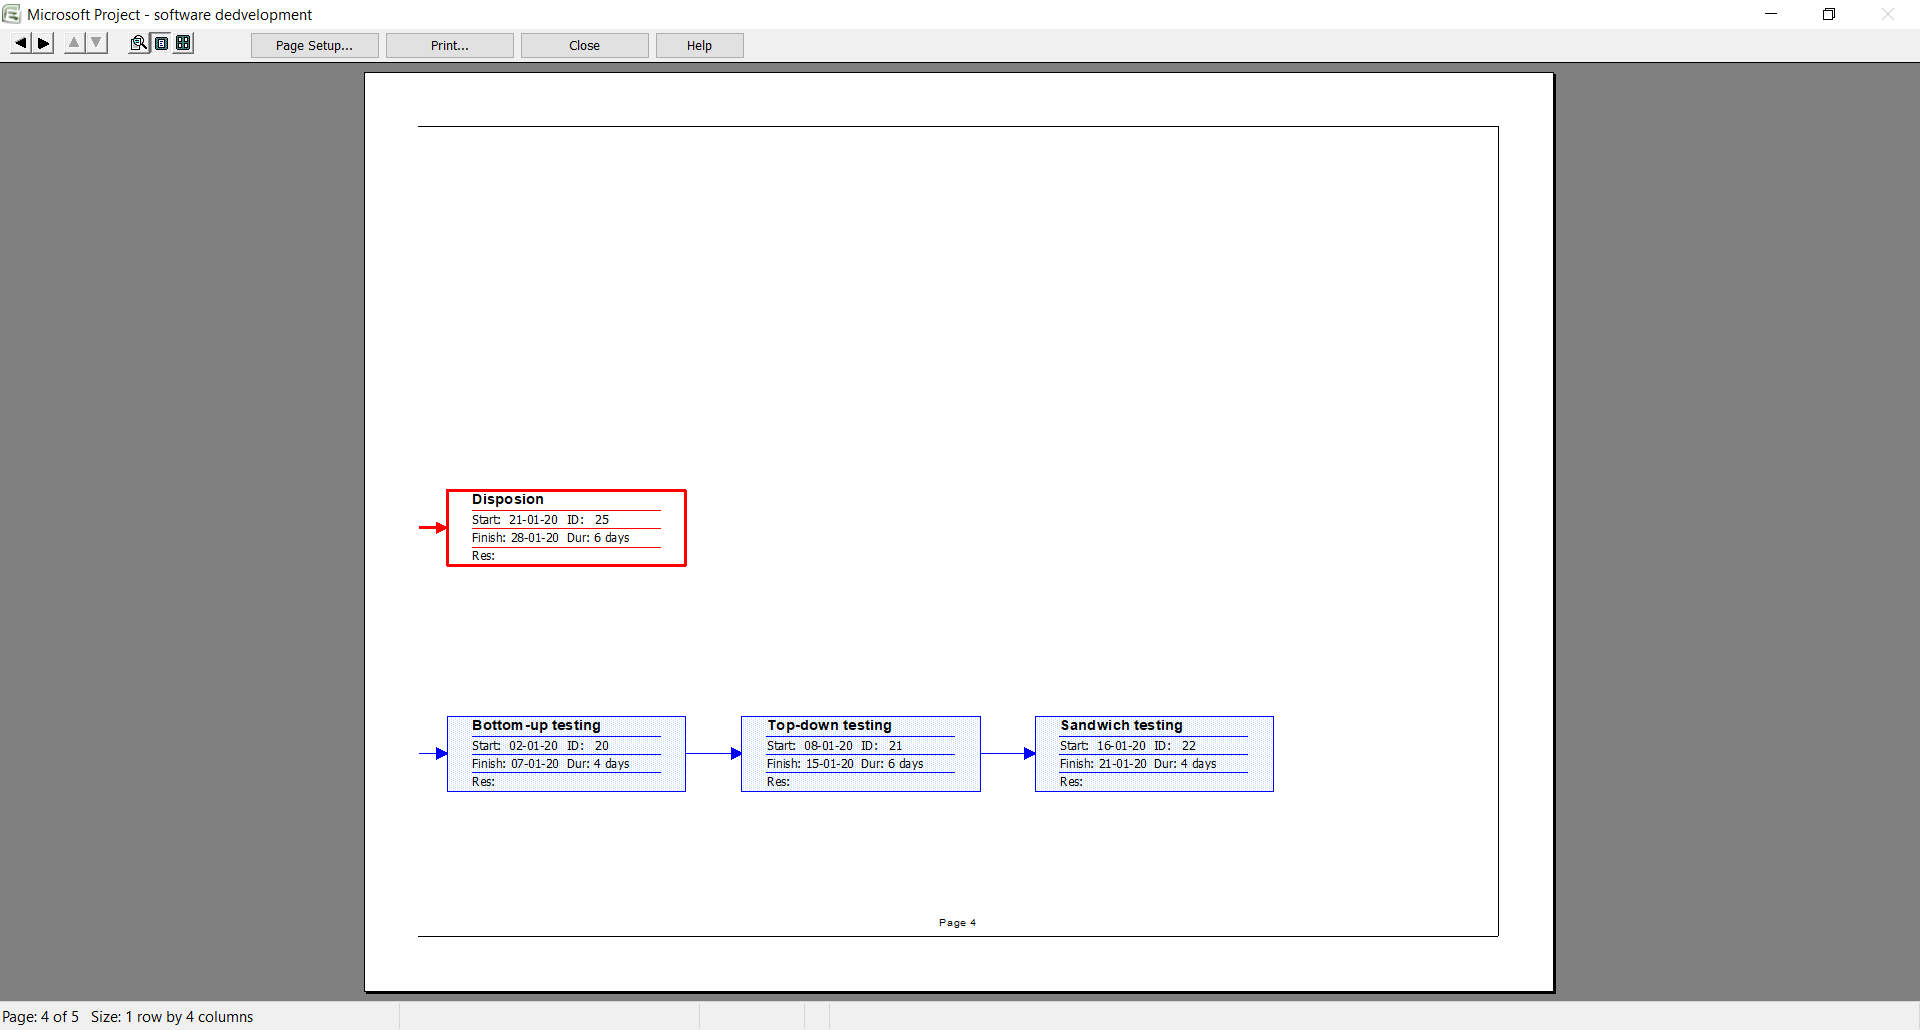 Microsoft Project - software dedvelopment
Page Setup... Print... Close Help
Disposion
Start: 21-01-20 ID: 25
Finish: 28-01-20 Dur: 6 days
Res:
Bottom-up testing
Start: 02-01-20 ID: 20
Finish: 07-01-20 Dur: 4 days
Res:
Top-down testing
Start: 08-01-20 ID: 21
Finish: 15-01-20 Dur: 6 days
Res:
Sandwich testing
Start: 16-01-20 ID: 22
Finish: 21-01-20 Dur: 4 days
Res:
Page 4
Page: 4 of 5 Size: 1 row by 4 columns